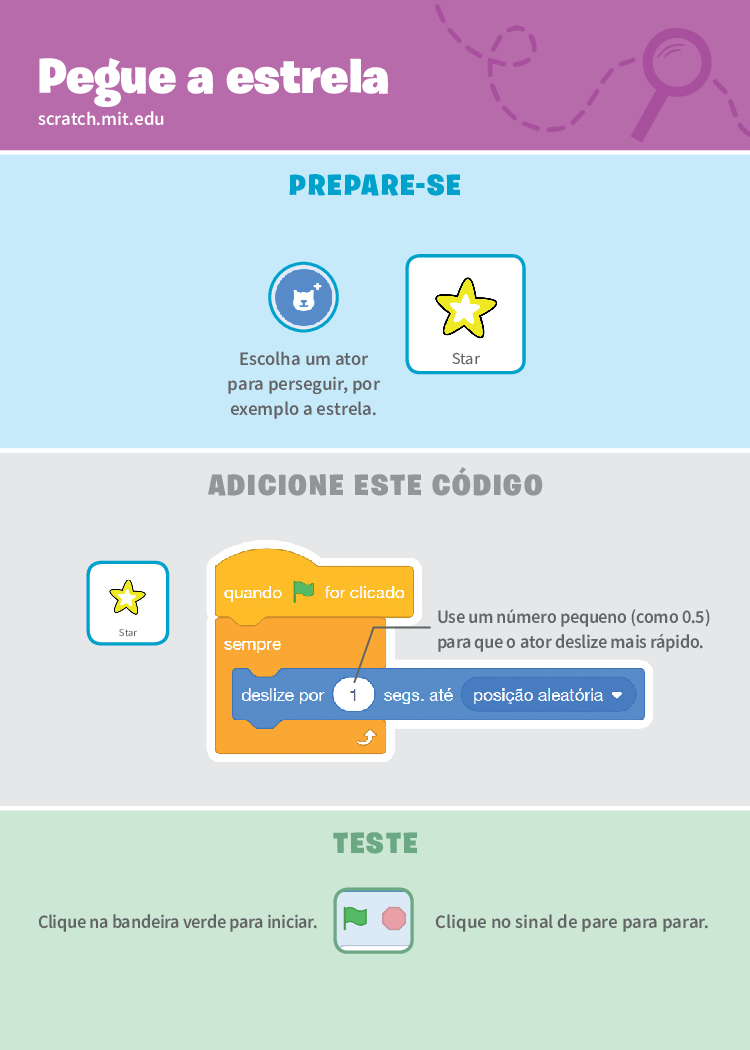 Pegue a estrela
scratch.mit.edu
PREPARE-SE
Escolha um ator
para perseguir, por
exemplo a estrela.
Star
ADICIONE ESTE CÓDIGO
Star
quando for clicado
sempre
Use um número pequeno (como 0.5)
para que o ator deslize mais rápido.
deslize por 1 segs. até posição aleatória
TESTE
Clique na bandeira verde para iniciar.
Clique no sinal de pare para parar.